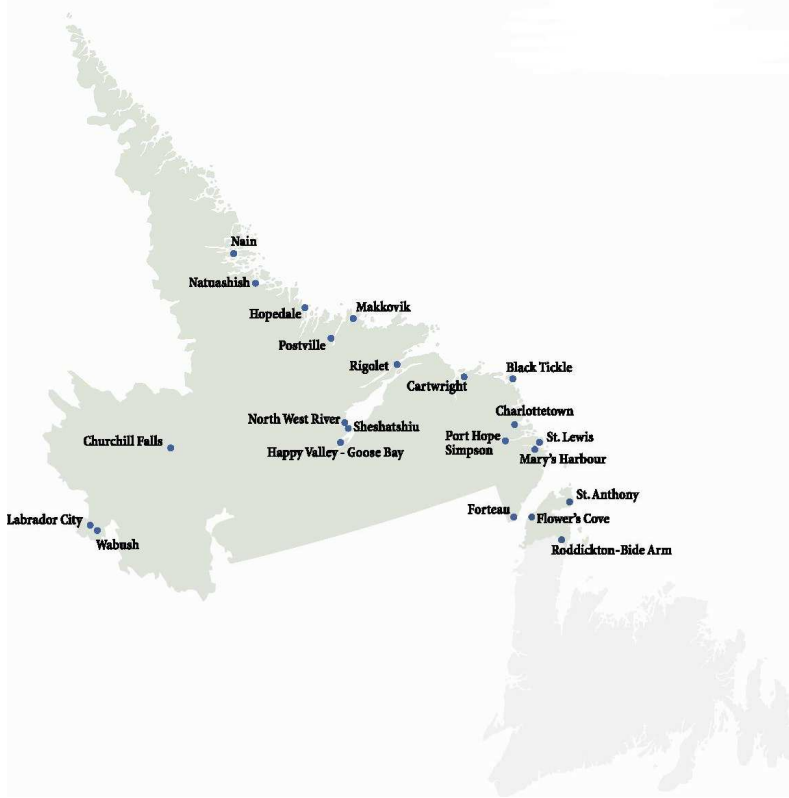 Nain
Natuashish
Hopedale
Makkovik
Postville
Rigolet
Black Tickle
Cartwright
Charlottetown
North West River
Sheshatshiu
Port Hope
Simpson
St. Lewis
Churchill Falls
Happy Valley - Goose Bay
Mary's Harbour
St. Anthony
Forteau
Flower's Cove
Labrador City
Wabush
Roddickton-Bide Arm